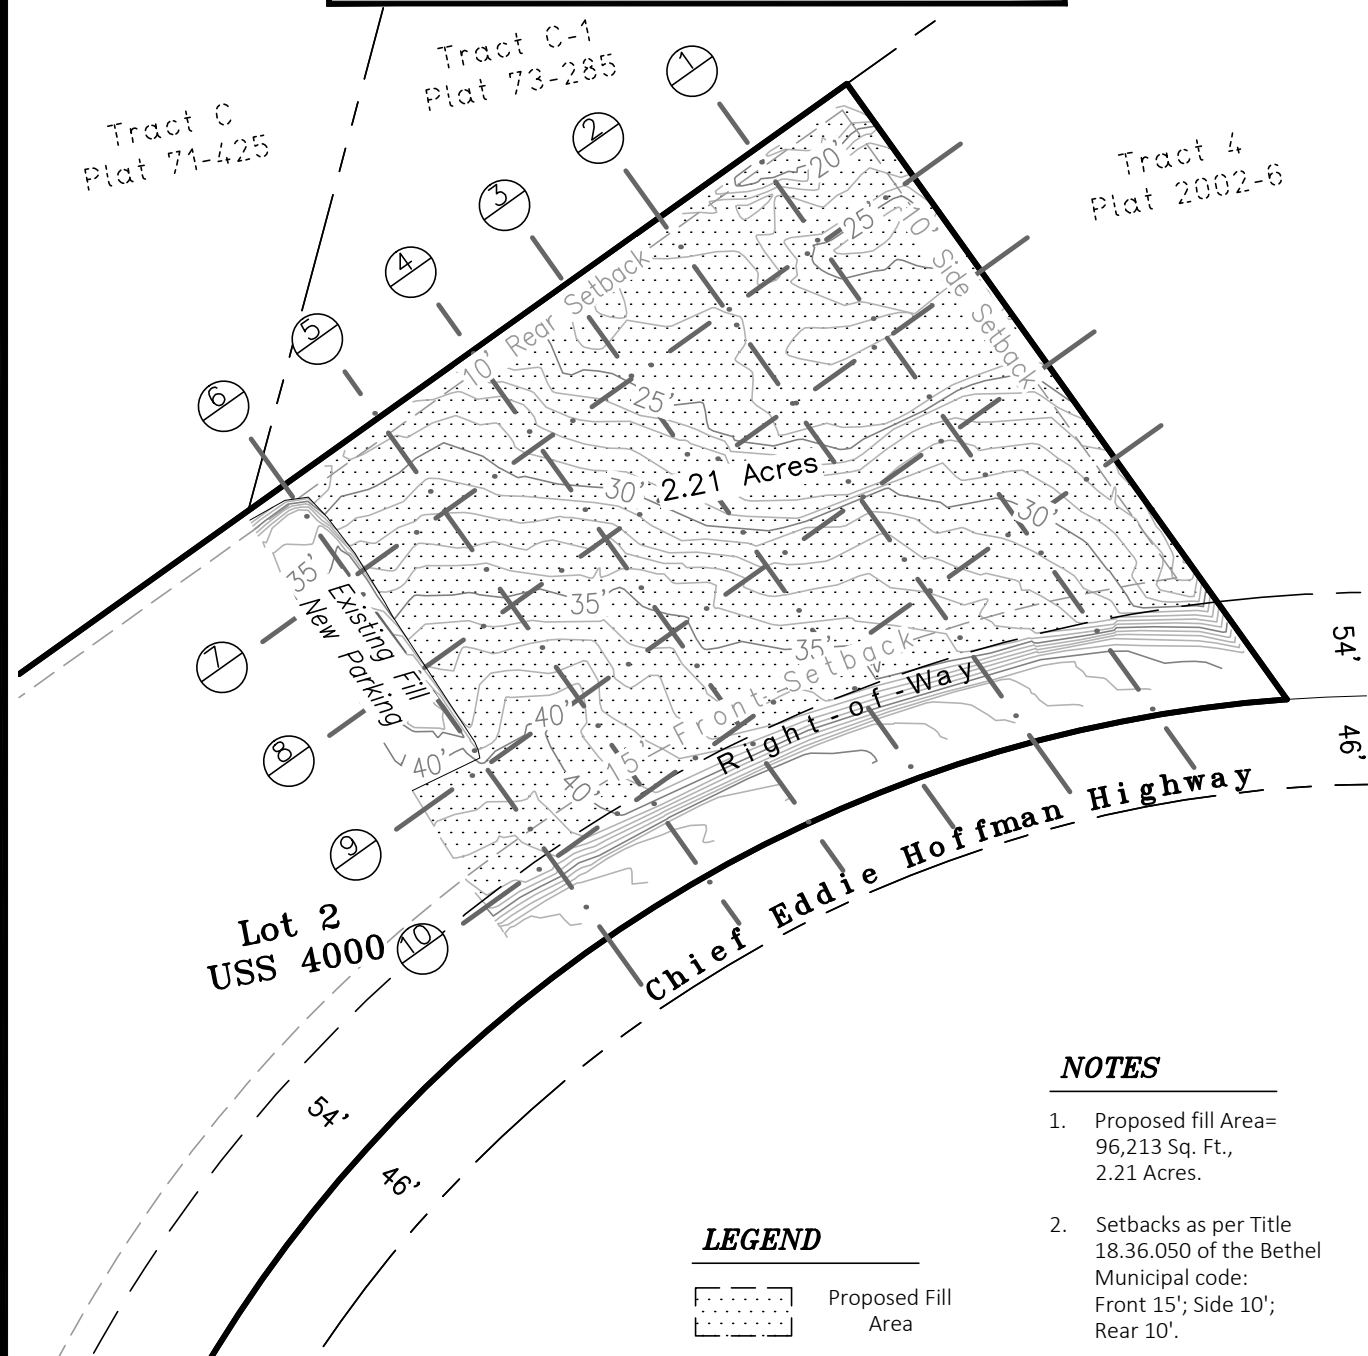 Tract C-1
Plat 73-285
Tract C
Plat 71-425
Tract 4
Plat 2002-6
1
2
3
4
5
6
7
8
9
10
20'
25'
10' Side Setback
10' Rear Setback
25'
30'
2.21 Acres
30'
35'
Existing Fill
New Parking
35'
35'
40'
40'
40
15' Front Setback
Right-of-Way
54'
46'
Chief Eddie Hoffman Highway
Lot 2
USS 4000
54'
46'
NOTES
1. Proposed fill Area=
96,213 Sq. Ft.,
2.21 Acres.
2. Setbacks as per Title
18.36.050 of the Bethel
Municipal code:
Front 15'; Side 10';
Rear 10'.
LEGEND
Proposed Fill
Area